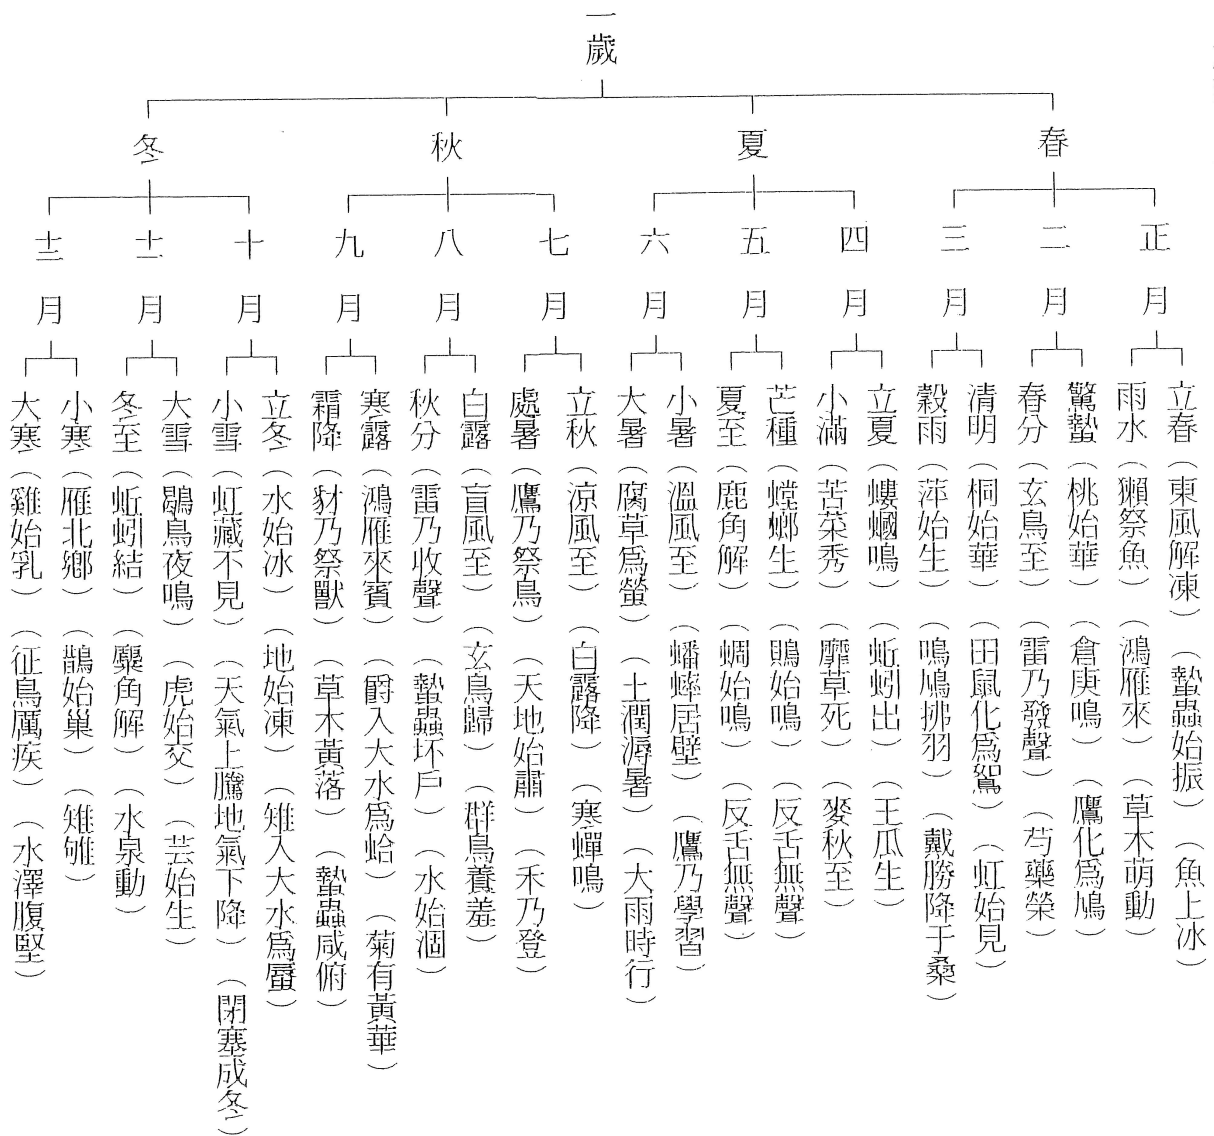 一歲
春
夏
秋
冬
正月
二月
三月
四月
五月
六月
七月
八月
九月
十月
十一月
十二月
立春（東風解凍）（蟄蟲始振）（魚上冰）
雨水（獺祭魚）（鴻雁來）（草木萌動）
驚蟄（桃始華）（倉庚鳴）（鷹化爲鳩）
春分（玄鳥至）（雷乃發聲）（芍藥榮）
清明（桐始華）（田鼠化爲鴽）（虹始見）
穀雨（萍始生）（鳴鳩拂羽）（戴勝降于桑）
立夏（螻蟈鳴）（蚯蚓出）（王瓜生）
小滿（苦菜秀）（靡草死）（麥秋至）
芒種（螳螂生）（鵙始鳴）（反舌無聲）
夏至（鹿角解）（蜩始鳴）（反舌無聲）
小暑（溫風至）（蟋蟀居壁）（鷹乃學習）
大暑（腐草爲螢）（土潤溽暑）（大雨時行）
立秋（涼風至）（白露降）（寒蟬鳴）
處暑（鷹乃祭鳥）（天地始肅）（禾乃登）
白露（盲風至）（玄鳥歸）（群鳥養羞）
秋分（雷乃收聲）（蟄蟲坏戶）（水始涸）
寒露（鴻雁來賓）（爵入大水爲蛤）（菊有黃華）
霜降（豺乃祭獸）（草木黃落）（蟄蟲咸俯）
立冬（水始冰）（地始凍）（雉入大水爲蜃）
小雪（虹藏不見）（天氣上騰地氣下降）（閉塞成冬）
大雪（鶡鳥夜鳴）（虎始交）（芸始生）
冬至（蚯蚓結）（麋角解）（水泉動）
小寒（雁北鄉）（鵲始巢）（雉雊）
大寒（雞始乳）（征鳥厲疾）（水澤腹堅）